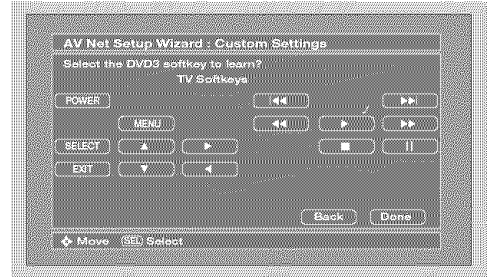 AV Net Setup Wizard : Custom Settings
Select the DVD3 softkey to learn?
TV Softkeys
POWER
MENU
SELECT
EXIT
Back Done
Move SEL Select